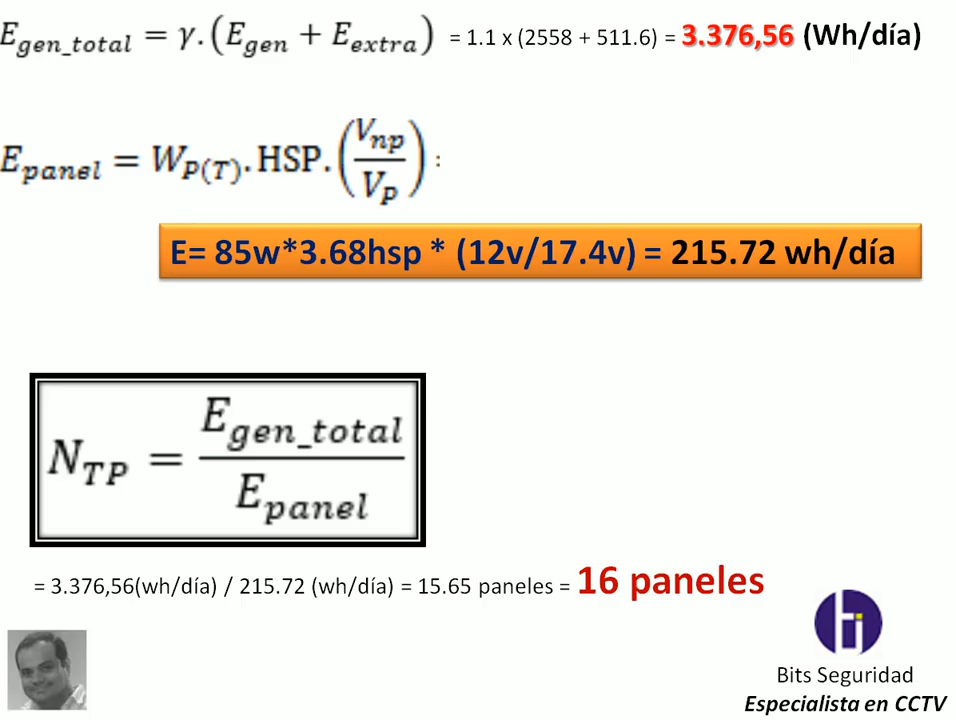 E_gen_total = γ.(E_gen + E_extra) = 1.1 x (2558 + 511.6) = 3.376,56 (Wh/día)
E_panel = W_P(T).HSP.(V_np/V_P) :
E= 85w*3.68hsp * (12v/17.4v) = 215.72 wh/día
N_TP = E_gen_total / E_panel
= 3.376,56(wh/día) / 215.72 (wh/día) = 15.65 paneles = 16 paneles
hi
Bits Seguridad
Especialista en CCTV